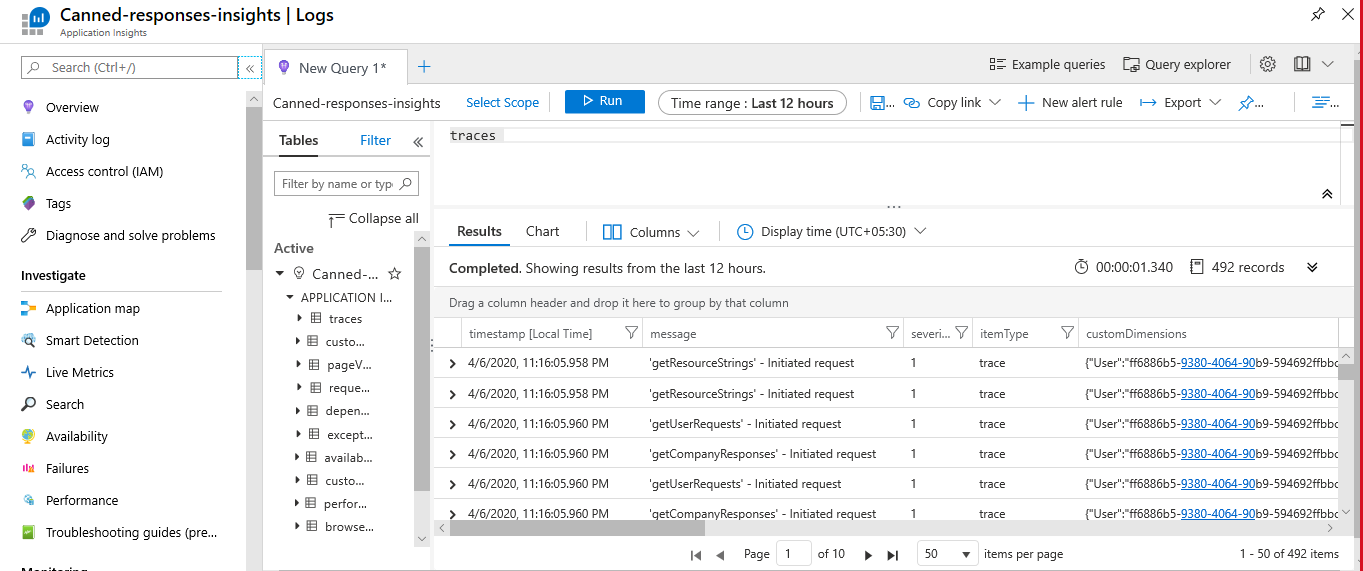 Canned-responses-insights | Logs
Application Insights
Search (Ctrl+/)
Overview
Activity log
Access control (IAM)
Tags
Diagnose and solve problems
Investigate
Application map
Smart Detection
Live Metrics
Search
Availability
Failures
Performance
Troubleshooting guides (pre...
New Query 1*
Example queries
Query explorer
Canned-responses-insights
Select Scope
Run
Time range : Last 12 hours
...
Copy link
New alert rule
Export
...
...
Tables
Filter
Filter by name or typ
Collapse all
Active
Canned-...
APPLICATION I...
traces
custo...
pageV...
reque...
depen...
except...
availab...
custo...
perfor...
browse...
traces
...
Results
Chart
Columns
Display time (UTC+05:30)
Completed. Showing results from the last 12 hours.
00:00:01.340
492 records
Drag a column header and drop it here to group by that column
timestamp [Local Time] message severi... itemType customDimensions
4/6/2020, 11:16:05.958 PM 'getResourceStrings' - Initiated request 1 trace {"User":"ff6886b5-9380-4064-90b9-594692ffbbc
4/6/2020, 11:16:05.958 PM 'getResourceStrings' - Initiated request 1 trace {"User":"ff6886b5-9380-4064-90b9-594692ffbbc
4/6/2020, 11:16:05.960 PM 'getUserRequests' - Initiated request 1 trace {"User":"ff6886b5-9380-4064-90b9-594692ffbbc
4/6/2020, 11:16:05.960 PM 'getCompanyResponses' - Initiated request 1 trace {"User":"ff6886b5-9380-4064-90b9-594692ffbbc
4/6/2020, 11:16:05.960 PM 'getUserRequests' - Initiated request 1 trace {"User":"ff6886b5-9380-4064-90b9-594692ffbbc
4/6/2020, 11:16:05.960 PM 'getCompanyResponses' - Initiated request 1 trace {"User":"ff6886b5-9380-4064-90b9-594692ffbbc
Page 1 of 10
50 items per page
1 - 50 of 492 items